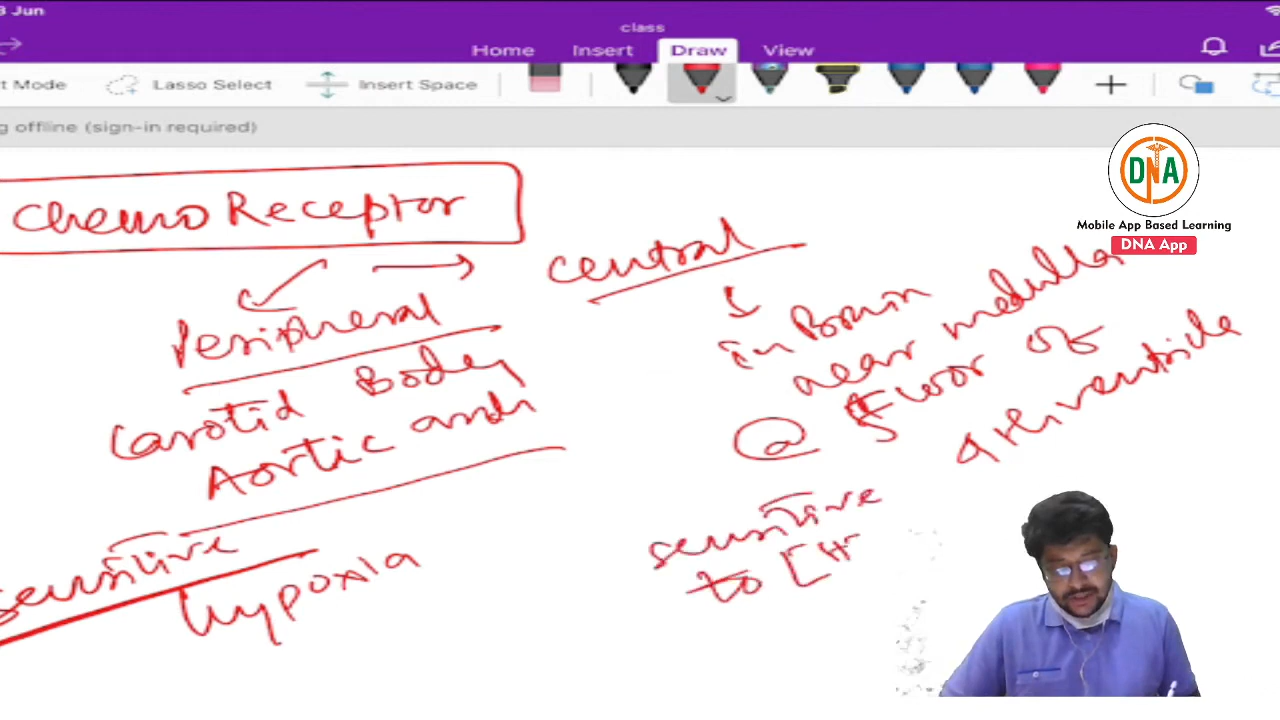 3 Jun
class
Home Insert Draw View
t Mode Lasso Select Insert Space
g offline (sign-in required)
DNA
Mobile App Based Learning
DNA App
Chemo Receptor
Peripheral
Carotid Body
Aortic arch
sensitive
hypoxia
central
in Brain
near medulla
@ Floor of
4th ventricle
sensitive
to [H